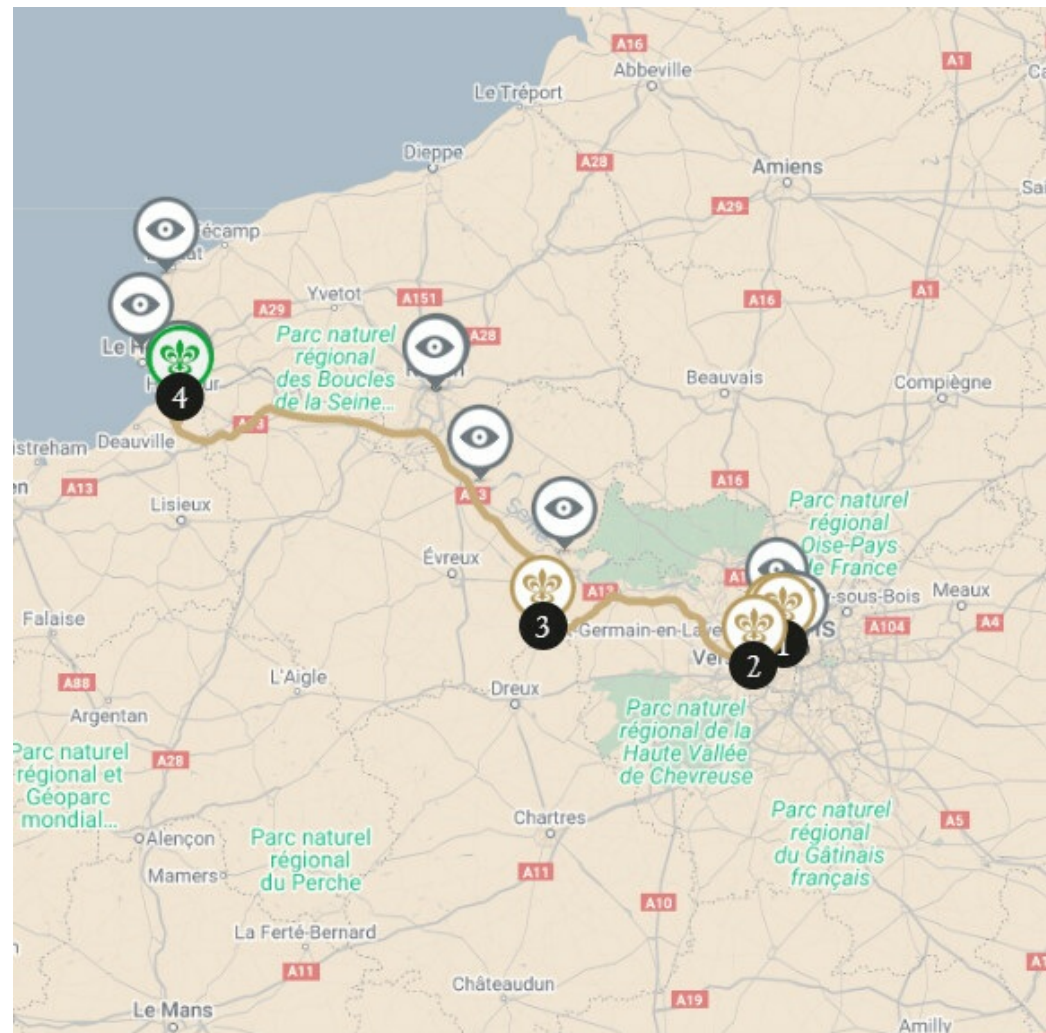 A16
Abbeville
A1
Le Tréport
Dieppe
A28
Amiens
A29
écamp
Yvetot
A151
A29
A28
A16
A1
Parc naturel
régional
des Boucles
de la Seine...
Beauvais
Compiègne
4
Deauville
istreham
A13
A16
Lisieux
Parc naturel
régional
Oise-Pays
de France
Évreux
A13
Meaux
-sous-Bois
3
Germain-en-Laye
A104
A4
Falaise
1
2
A88
L'Aigle
Dreux
Argentan
Parc naturel
régional de la
Haute Vallée
de Chevreuse
Parc naturel
régional et
Géoparc
mondial...
A28
Alençon
Mamers
Parc naturel
régional
du Perche
Chartres
A11
Parc naturel
régional
du Gâtinais
français
A5
A10
La Ferté-Bernard
A11
Châteaudun
A19
Le Mans
Amilly